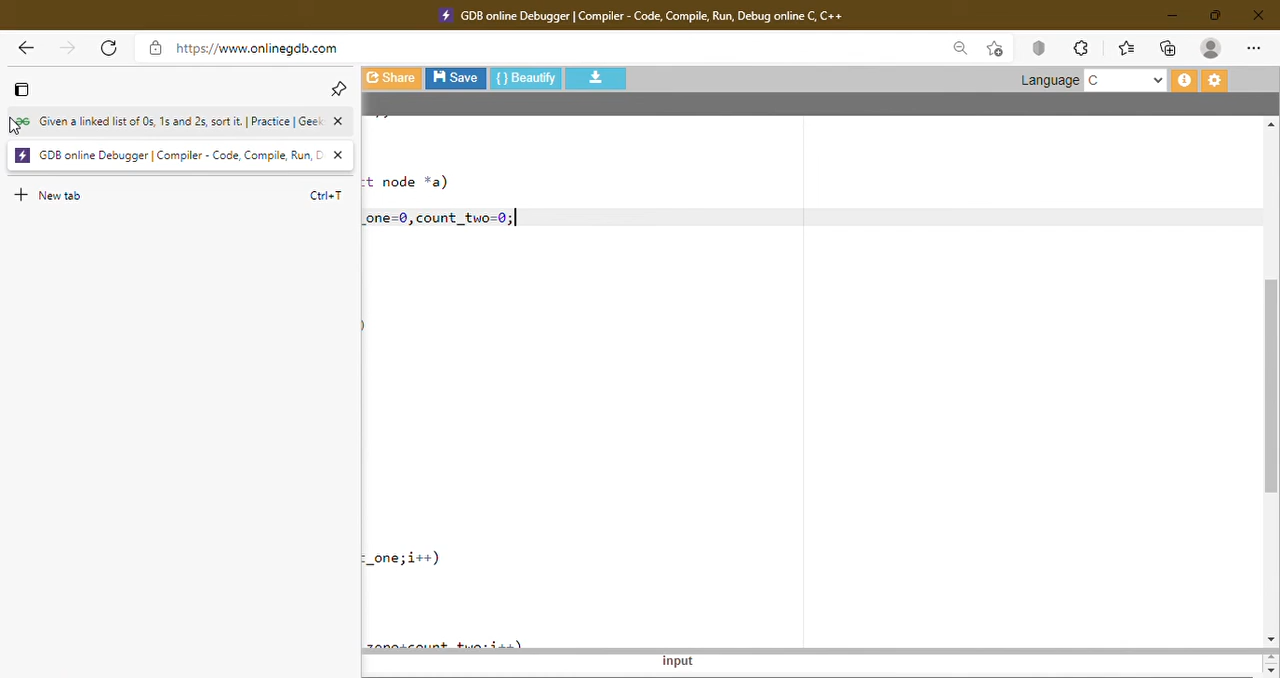 GDB online Debugger | Compiler - Code, Compile, Run, Debug online C, C++
https://www.onlinegdb.com
Share Save { } Beautify Language C
Given a linked list of 0s, 1s and 2s, sort it. | Practice | Geek
GDB online Debugger | Compiler - Code, Compile, Run, D
New tab Ctrl+T
t node *a)
_one=0,count_two=0;
)
_one;i++)
zero+count_two;i++)
input